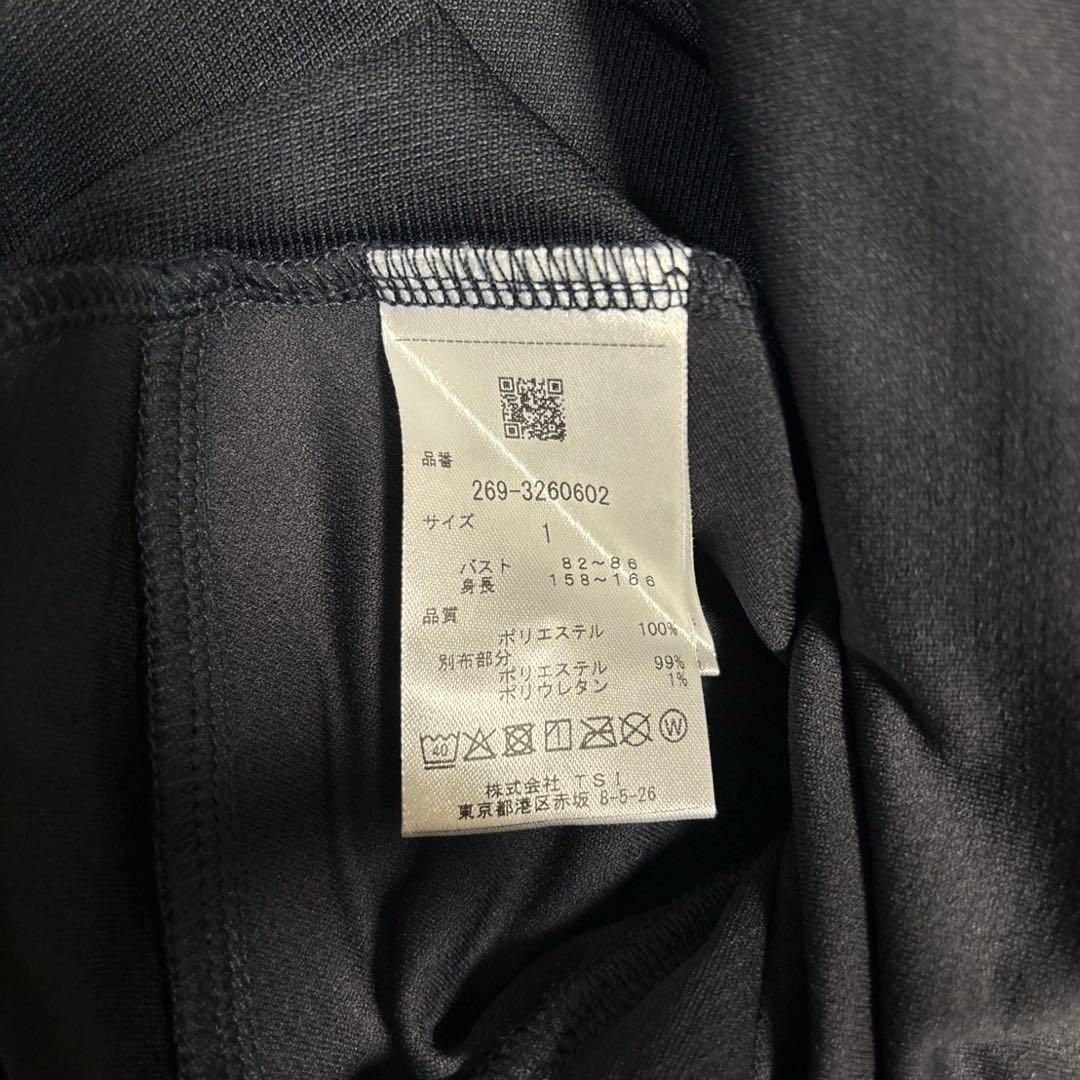 品番
269-3260602
サイズ
1
バスト 82~86
身長 158~166
品質
ポリエステル 100%
別布部分
ポリエステル 99%
ポリウレタン 1%
40 W
株式会社 TSI
東京都港区赤坂 8-5-26